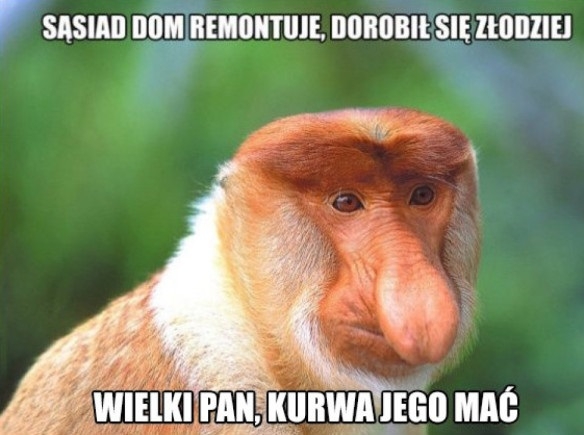 SĄSIAD DOM REMONTUJE, DOROBIŁ SIĘ ZŁODZIEJ
WIELKI PAN, KURWA JEGO MAĆ